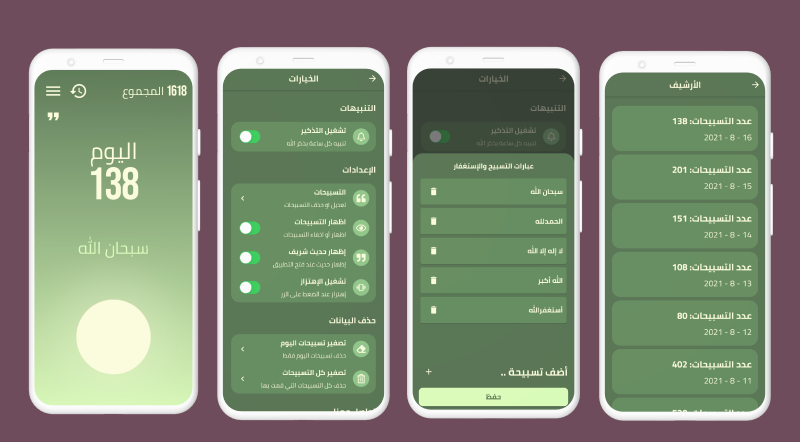 1618 المجموع
اليوم
138
سبحان الله
الخيارات
التنبيهات
تشغيل التذكير
تنبيه كل ساعة بذكر الله
الإعدادات
التسبيحات
تعديل او حذف التسبيحات
اظهار التسبيحات
اظهار أو اخفاء التسبيحات
إظهار حديث شريف
إظهار حديث عند فتح التطبيق
تشغيل الإهتزاز
إهتزاز عند الضغط على الزر
حذف البيانات
تصفير تسبيحات اليوم
حذف تسبيحات اليوم فقط
تصفير كل التسبيحات
حذف كل التسبيحات التي قمت بها
الخيارات
التنبيهات
تشغيل التذكير
تنبيه كل ساعة بذكر الله
عبارات التسبيح والإستغفار
سبحان الله
الحمدلله
لا إله إلا الله
الله أكبر
أستغفرالله
أضف تسبيحة ..
حفظ
الأرشيف
عدد التسبيحات: 138
2021 - 8 - 16
عدد التسبيحات: 201
2021 - 8 - 15
عدد التسبيحات: 151
2021 - 8 - 14
عدد التسبيحات: 108
2021 - 8 - 13
عدد التسبيحات: 80
2021 - 8 - 12
عدد التسبيحات: 402
2021 - 8 - 11